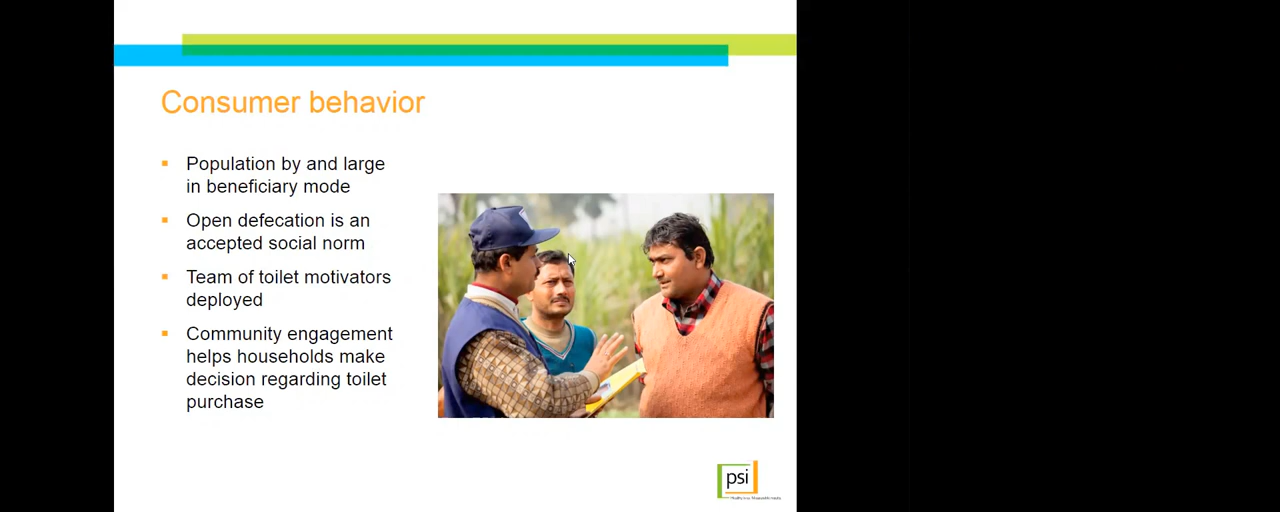 Consumer behavior
Population by and large
in beneficiary mode
Open defecation is an
accepted social norm
Team of toilet motivators
deployed
Community engagement
helps households make
decision regarding toilet
purchase
psi